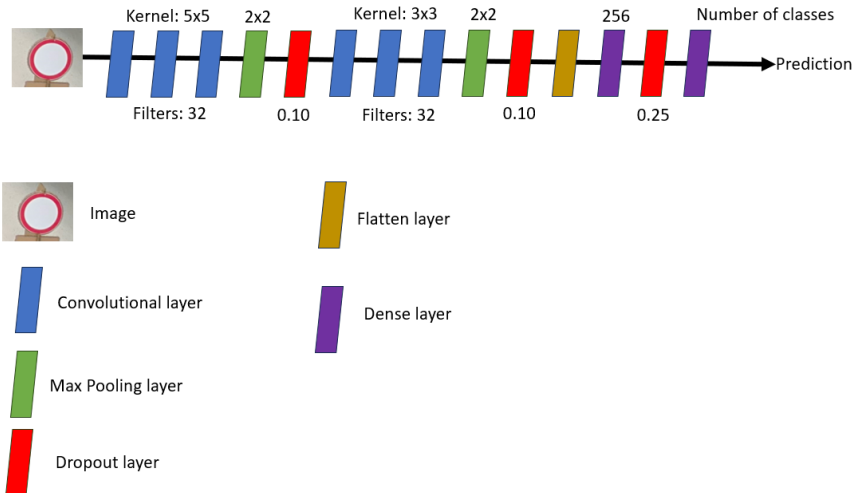 Kernel: 5x5 2x2 Kernel: 3x3 2x2 256 Number of classes
Prediction
Filters: 32 0.10 Filters: 32 0.10 0.25
Image
Flatten layer
Convolutional layer
Dense layer
Max Pooling layer
Dropout layer